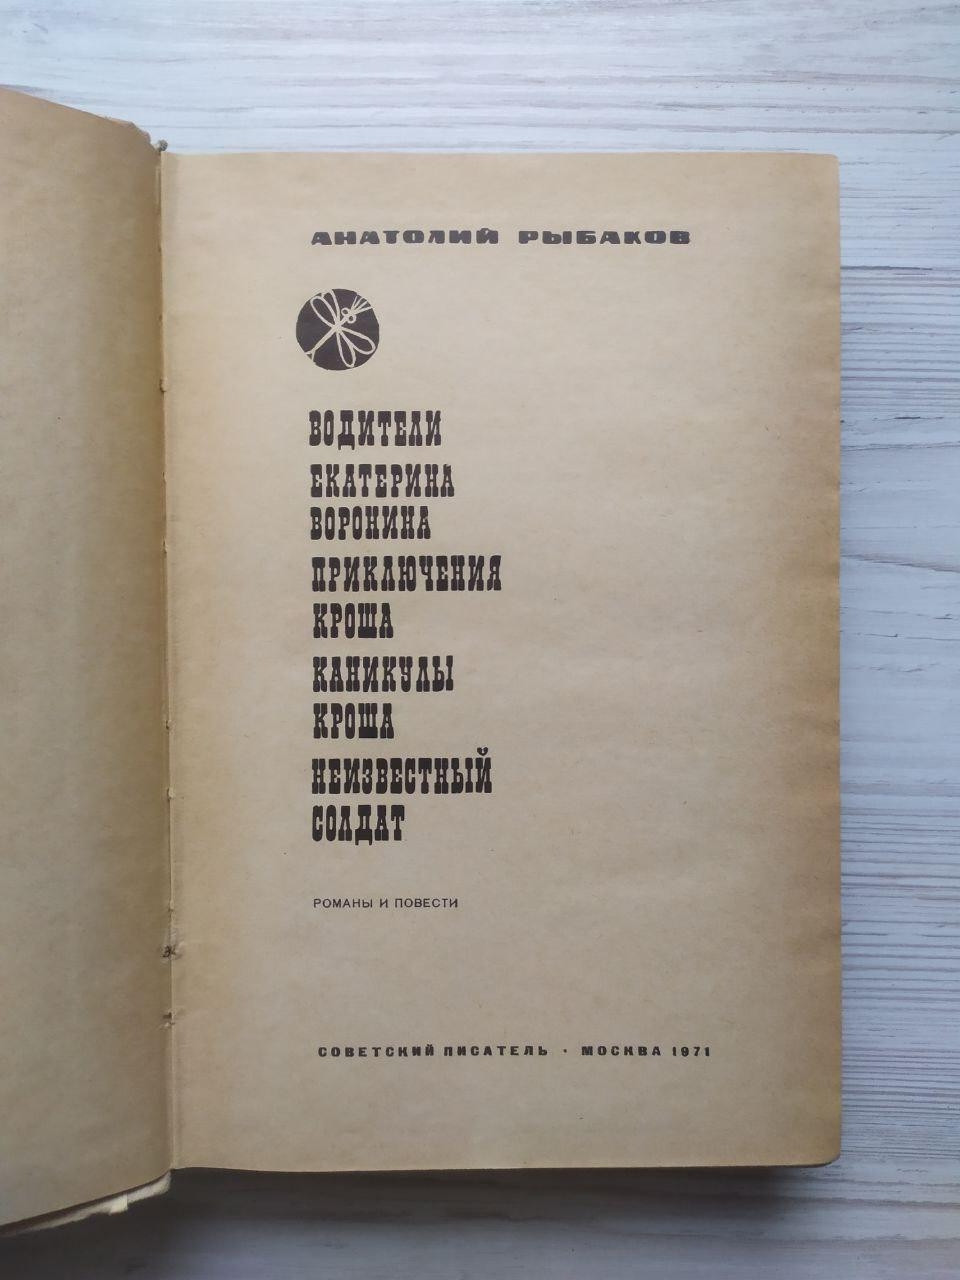 АНАТОЛИЙ РЫБАКОВ
ВОДИТЕЛИ
ЕКАТЕРИНА
ВОРОНИНА
ПРИКЛЮЧЕНИЯ
КРОША
КАНИКУЛЫ
КРОША
НЕИЗВЕСТНЫЙ
СОЛДАТ
РОМАНЫ И ПОВЕСТИ
СОВЕТСКИЙ ПИСАТЕЛЬ · МОСКВА 1971